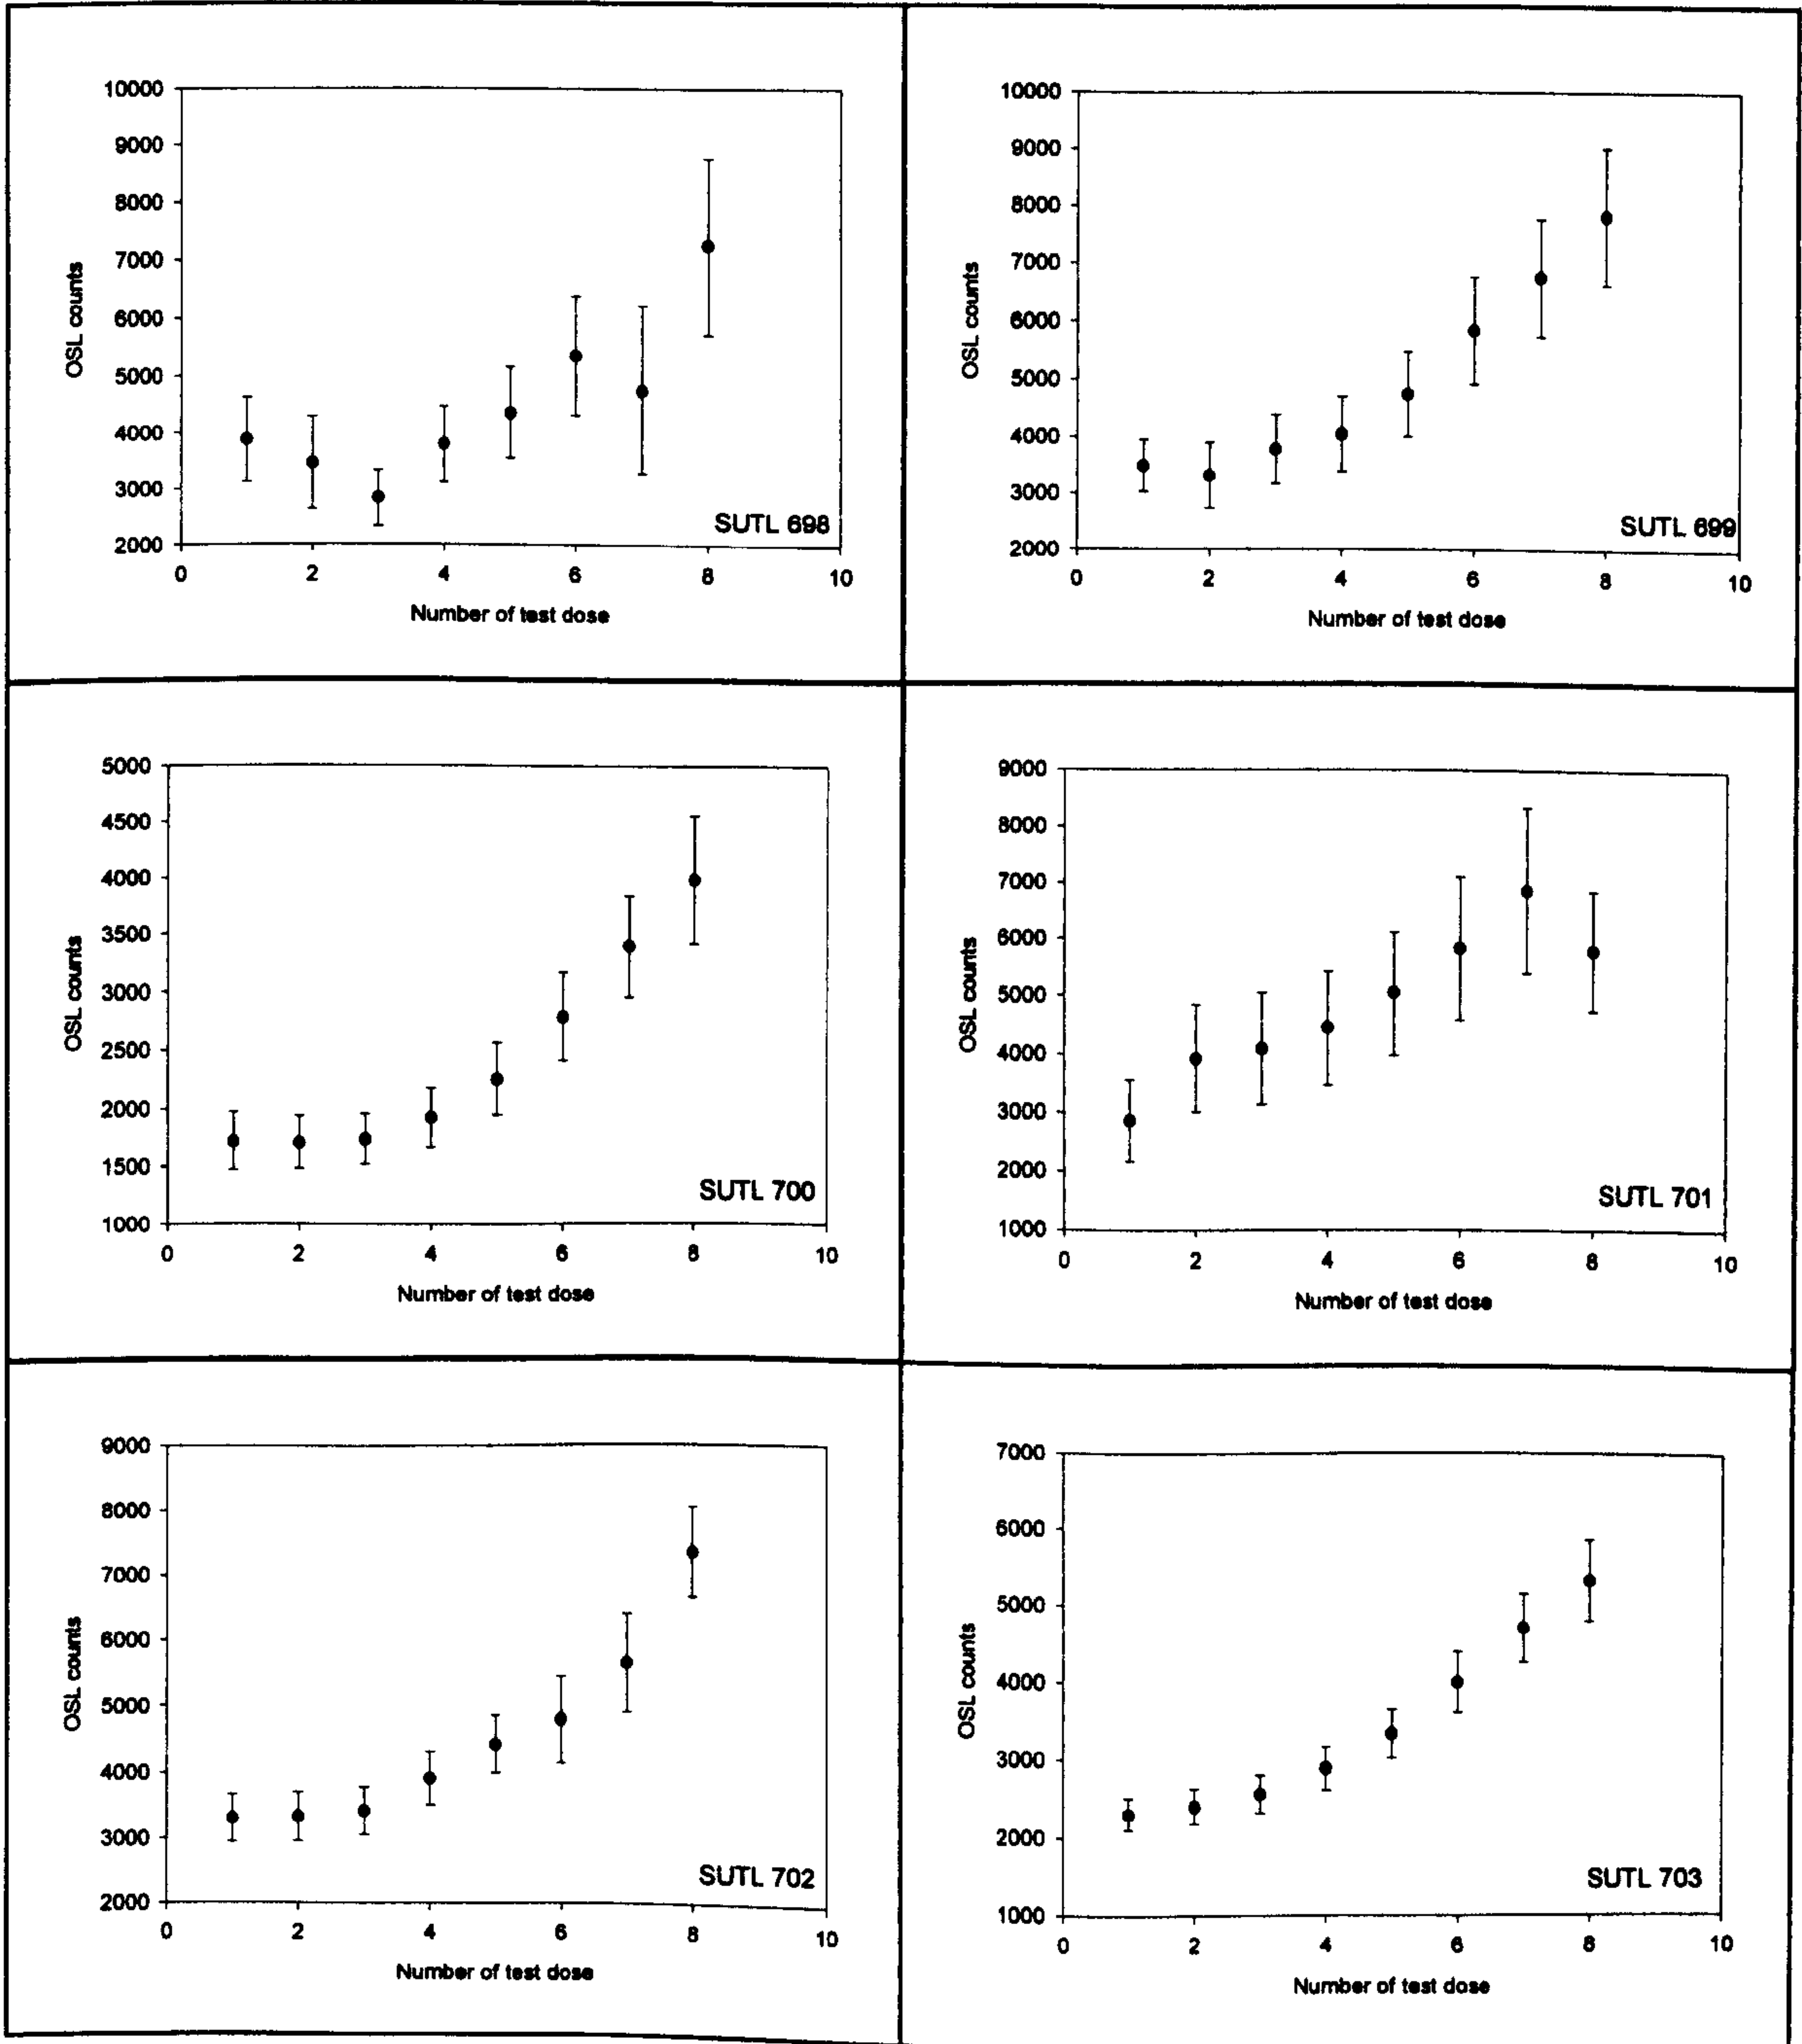 10000
9000
8000
7000
6000
5000
4000
3000
2000
OSL counts
0 2 4 6 8 10
Number of test dose
SUTL 698
10000
9000
8000
7000
6000
5000
4000
3000
2000
OSL counts
0 2 4 6 8 10
Number of test dose
SUTL 699
5000
4500
4000
3500
3000
2500
2000
1500
1000
OSL counts
0 2 4 6 8 10
Number of test dose
SUTL 700
9000
8000
7000
6000
5000
4000
3000
2000
1000
OSL counts
0 2 4 6 8 10
Number of test dose
SUTL 701
9000
8000
7000
6000
5000
4000
3000
2000
OSL counts
0 2 4 6 8 10
Number of test dose
SUTL 702
7000
6000
5000
4000
3000
2000
1000
OSL counts
0 2 4 6 8 10
Number of test dose
SUTL 703